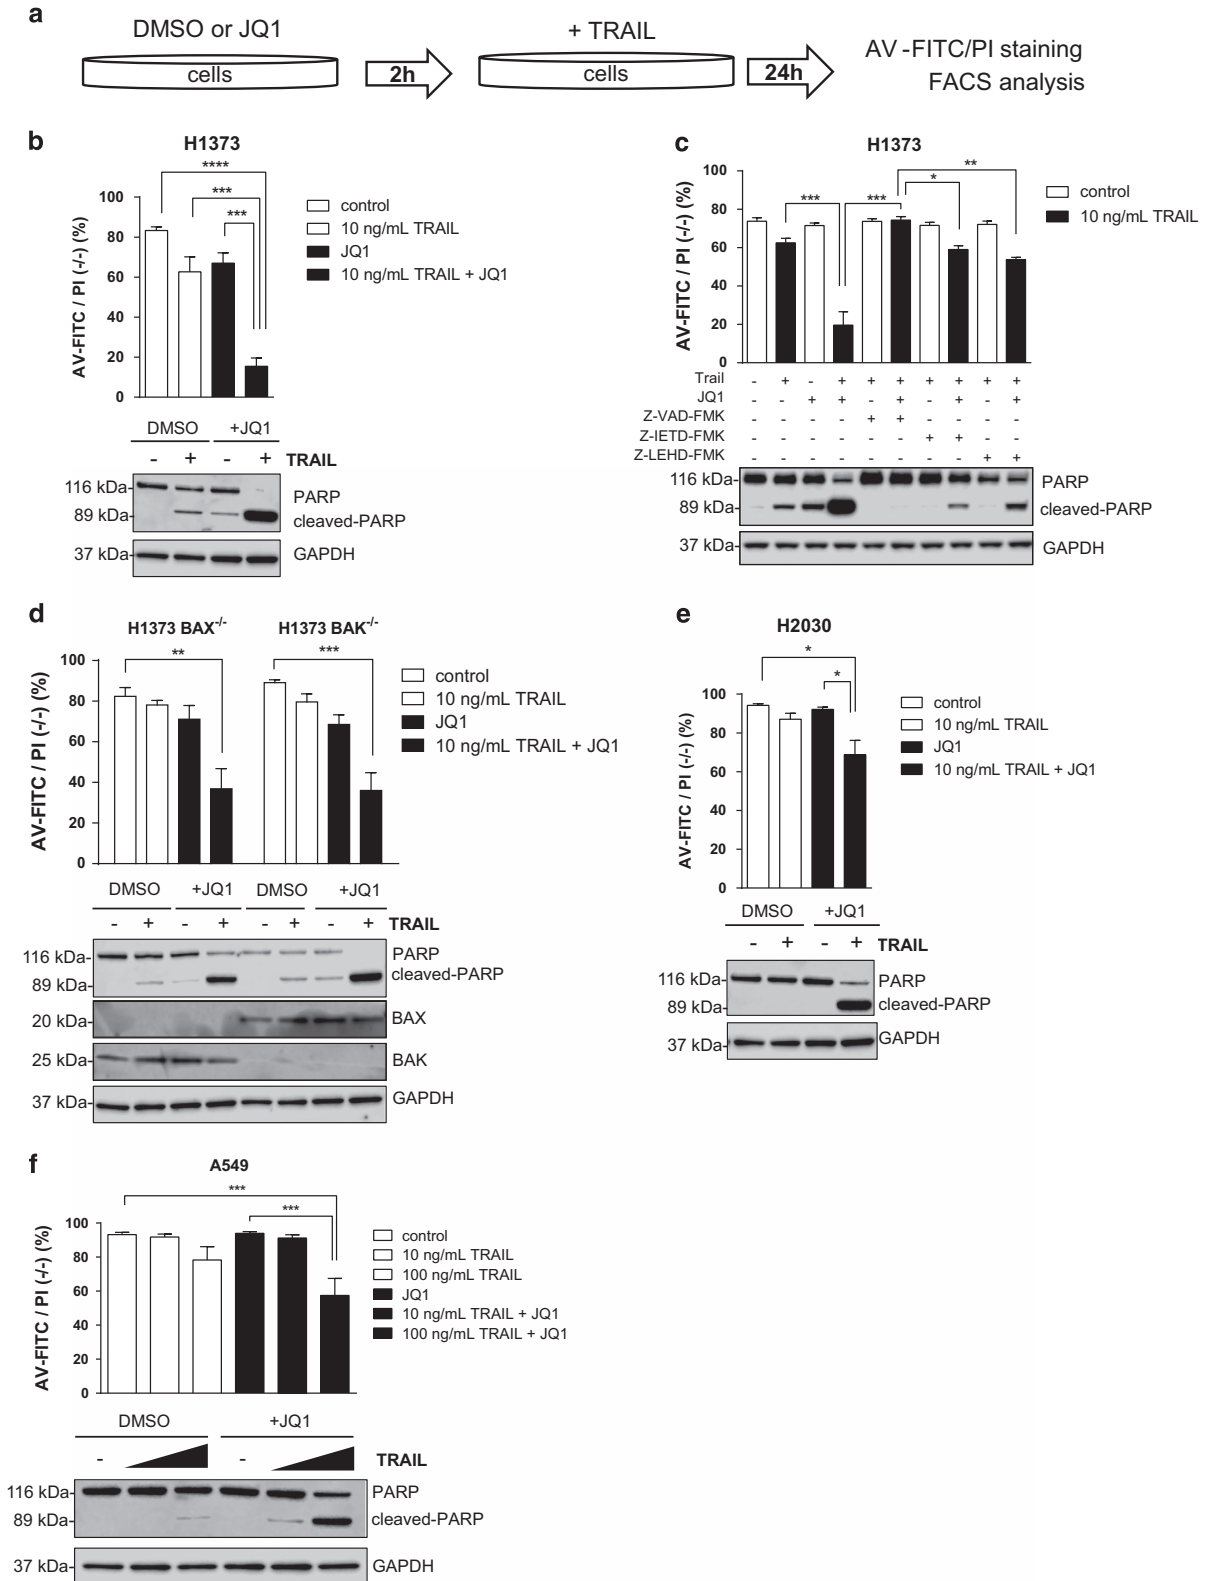 a
DMSO or JQ1
cells
2h
+ TRAIL
cells
24h
AV-FITC/PI staining
FACS analysis
b
H1373
****
***
***
AV-FITC / PI (-/-) (%)
100
80
60
40
20
0
control
10 ng/mL TRAIL
JQ1
10 ng/mL TRAIL + JQ1
DMSO +JQ1
- + - + TRAIL
116 kDa- PARP
89 kDa- cleaved-PARP
37 kDa- GAPDH
c
H1373
**
*
*** ***
AV-FITC / PI (-/-) (%)
100
80
60
40
20
0
control
10 ng/mL TRAIL
Trail - + - + + + + + + +
JQ1 - - + + - + - + - +
Z-VAD-FMK - - - - + + - - - -
Z-IETD-FMK - - - - - - + + - -
Z-LEHD-FMK - - - - - - - - + +
116 kDa- PARP
89 kDa- cleaved-PARP
37 kDa- GAPDH
d
H1373 BAX-/- H1373 BAK-/-
** ***
AV-FITC / PI (-/-) (%)
100
80
60
40
20
0
control
10 ng/mL TRAIL
JQ1
10 ng/mL TRAIL + JQ1
DMSO +JQ1 DMSO +JQ1
- + - + - + - + TRAIL
116 kDa- PARP
89 kDa- cleaved-PARP
20 kDa- BAX
25 kDa- BAK
37 kDa- GAPDH
e
H2030
*
*
AV-FITC / PI (-/-) (%)
100
80
60
40
20
0
control
10 ng/mL TRAIL
JQ1
10 ng/mL TRAIL + JQ1
DMSO +JQ1
- + - + TRAIL
116 kDa- PARP
89 kDa- cleaved-PARP
37 kDa- GAPDH
f
A549
***
***
AV-FITC / PI (-/-) (%)
100
80
60
40
20
0
control
10 ng/mL TRAIL
100 ng/mL TRAIL
JQ1
10 ng/mL TRAIL + JQ1
100 ng/mL TRAIL + JQ1
DMSO +JQ1
- - TRAIL
116 kDa- PARP
89 kDa- cleaved-PARP
37 kDa- GAPDH